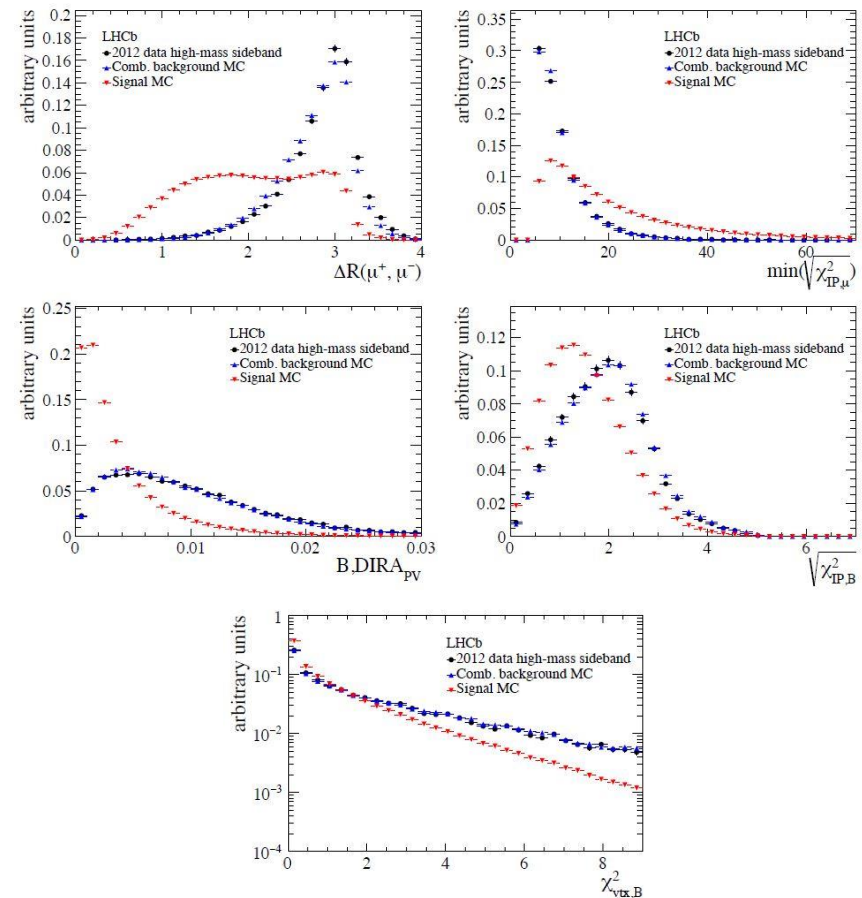 arbitrary units
0.2
0.18
0.16
0.14
0.12
0.1
0.08
0.06
0.04
0.02
0
LHCb
2012 data high-mass sideband
Comb. background MC
Signal MC
0 1 2 3 4
ΔR(μ⁺, μ⁻)
arbitrary units
0.35
0.3
0.25
0.2
0.15
0.1
0.05
0
LHCb
2012 data high-mass sideband
Comb. background MC
Signal MC
20 40 60
min(√χ²_IP,μ)
arbitrary units
0.25
0.2
0.15
0.1
0.05
0
LHCb
2012 data high-mass sideband
Comb. background MC
Signal MC
0 0.01 0.02 0.03
B,DIRA_PV
arbitrary units
0.12
0.1
0.08
0.06
0.04
0.02
0
LHCb
2012 data high-mass sideband
Comb. background MC
Signal MC
0 2 4 6
√χ²_IP,B
arbitrary units
1
10⁻¹
10⁻²
10⁻³
10⁻⁴
LHCb
2012 data high-mass sideband
Comb. background MC
Signal MC
0 2 4 6 8
χ²_vtx,B